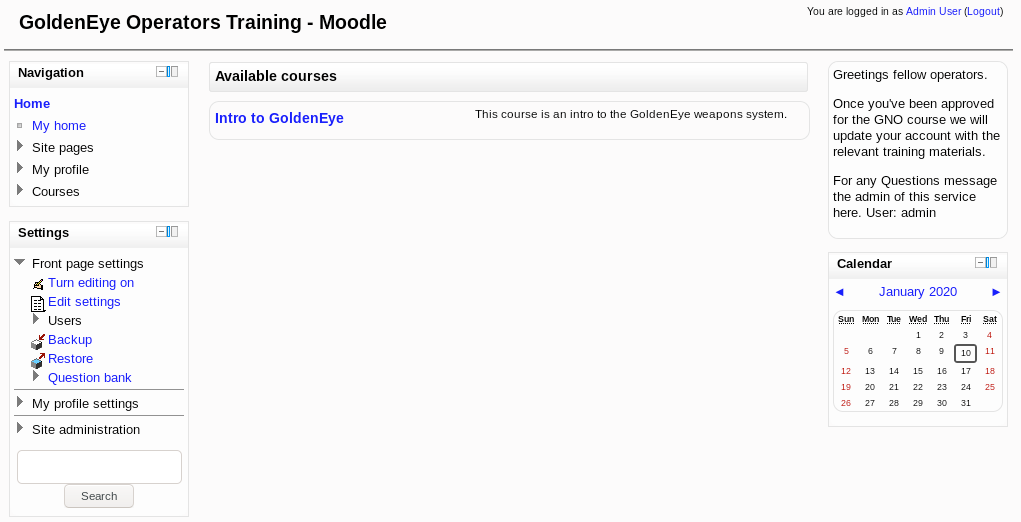 GoldenEye Operators Training - Moodle
You are logged in as Admin User (Logout)
Navigation
Home
My home
Site pages
My profile
Courses
Settings
Front page settings
Turn editing on
Edit settings
Users
Backup
Restore
Question bank
My profile settings
Site administration
Search
Available courses
Intro to GoldenEye
This course is an intro to the GoldenEye weapons system.
Greetings fellow operators.
Once you've been approved
for the GNO course we will
update your account with the
relevant training materials.
For any Questions message
the admin of this service
here. User: admin
Calendar
◄ January 2020 ►
Sun Mon Tue Wed Thu Fri Sat
1 2 3 4
5 6 7 8 9 10 11
12 13 14 15 16 17 18
19 20 21 22 23 24 25
26 27 28 29 30 31